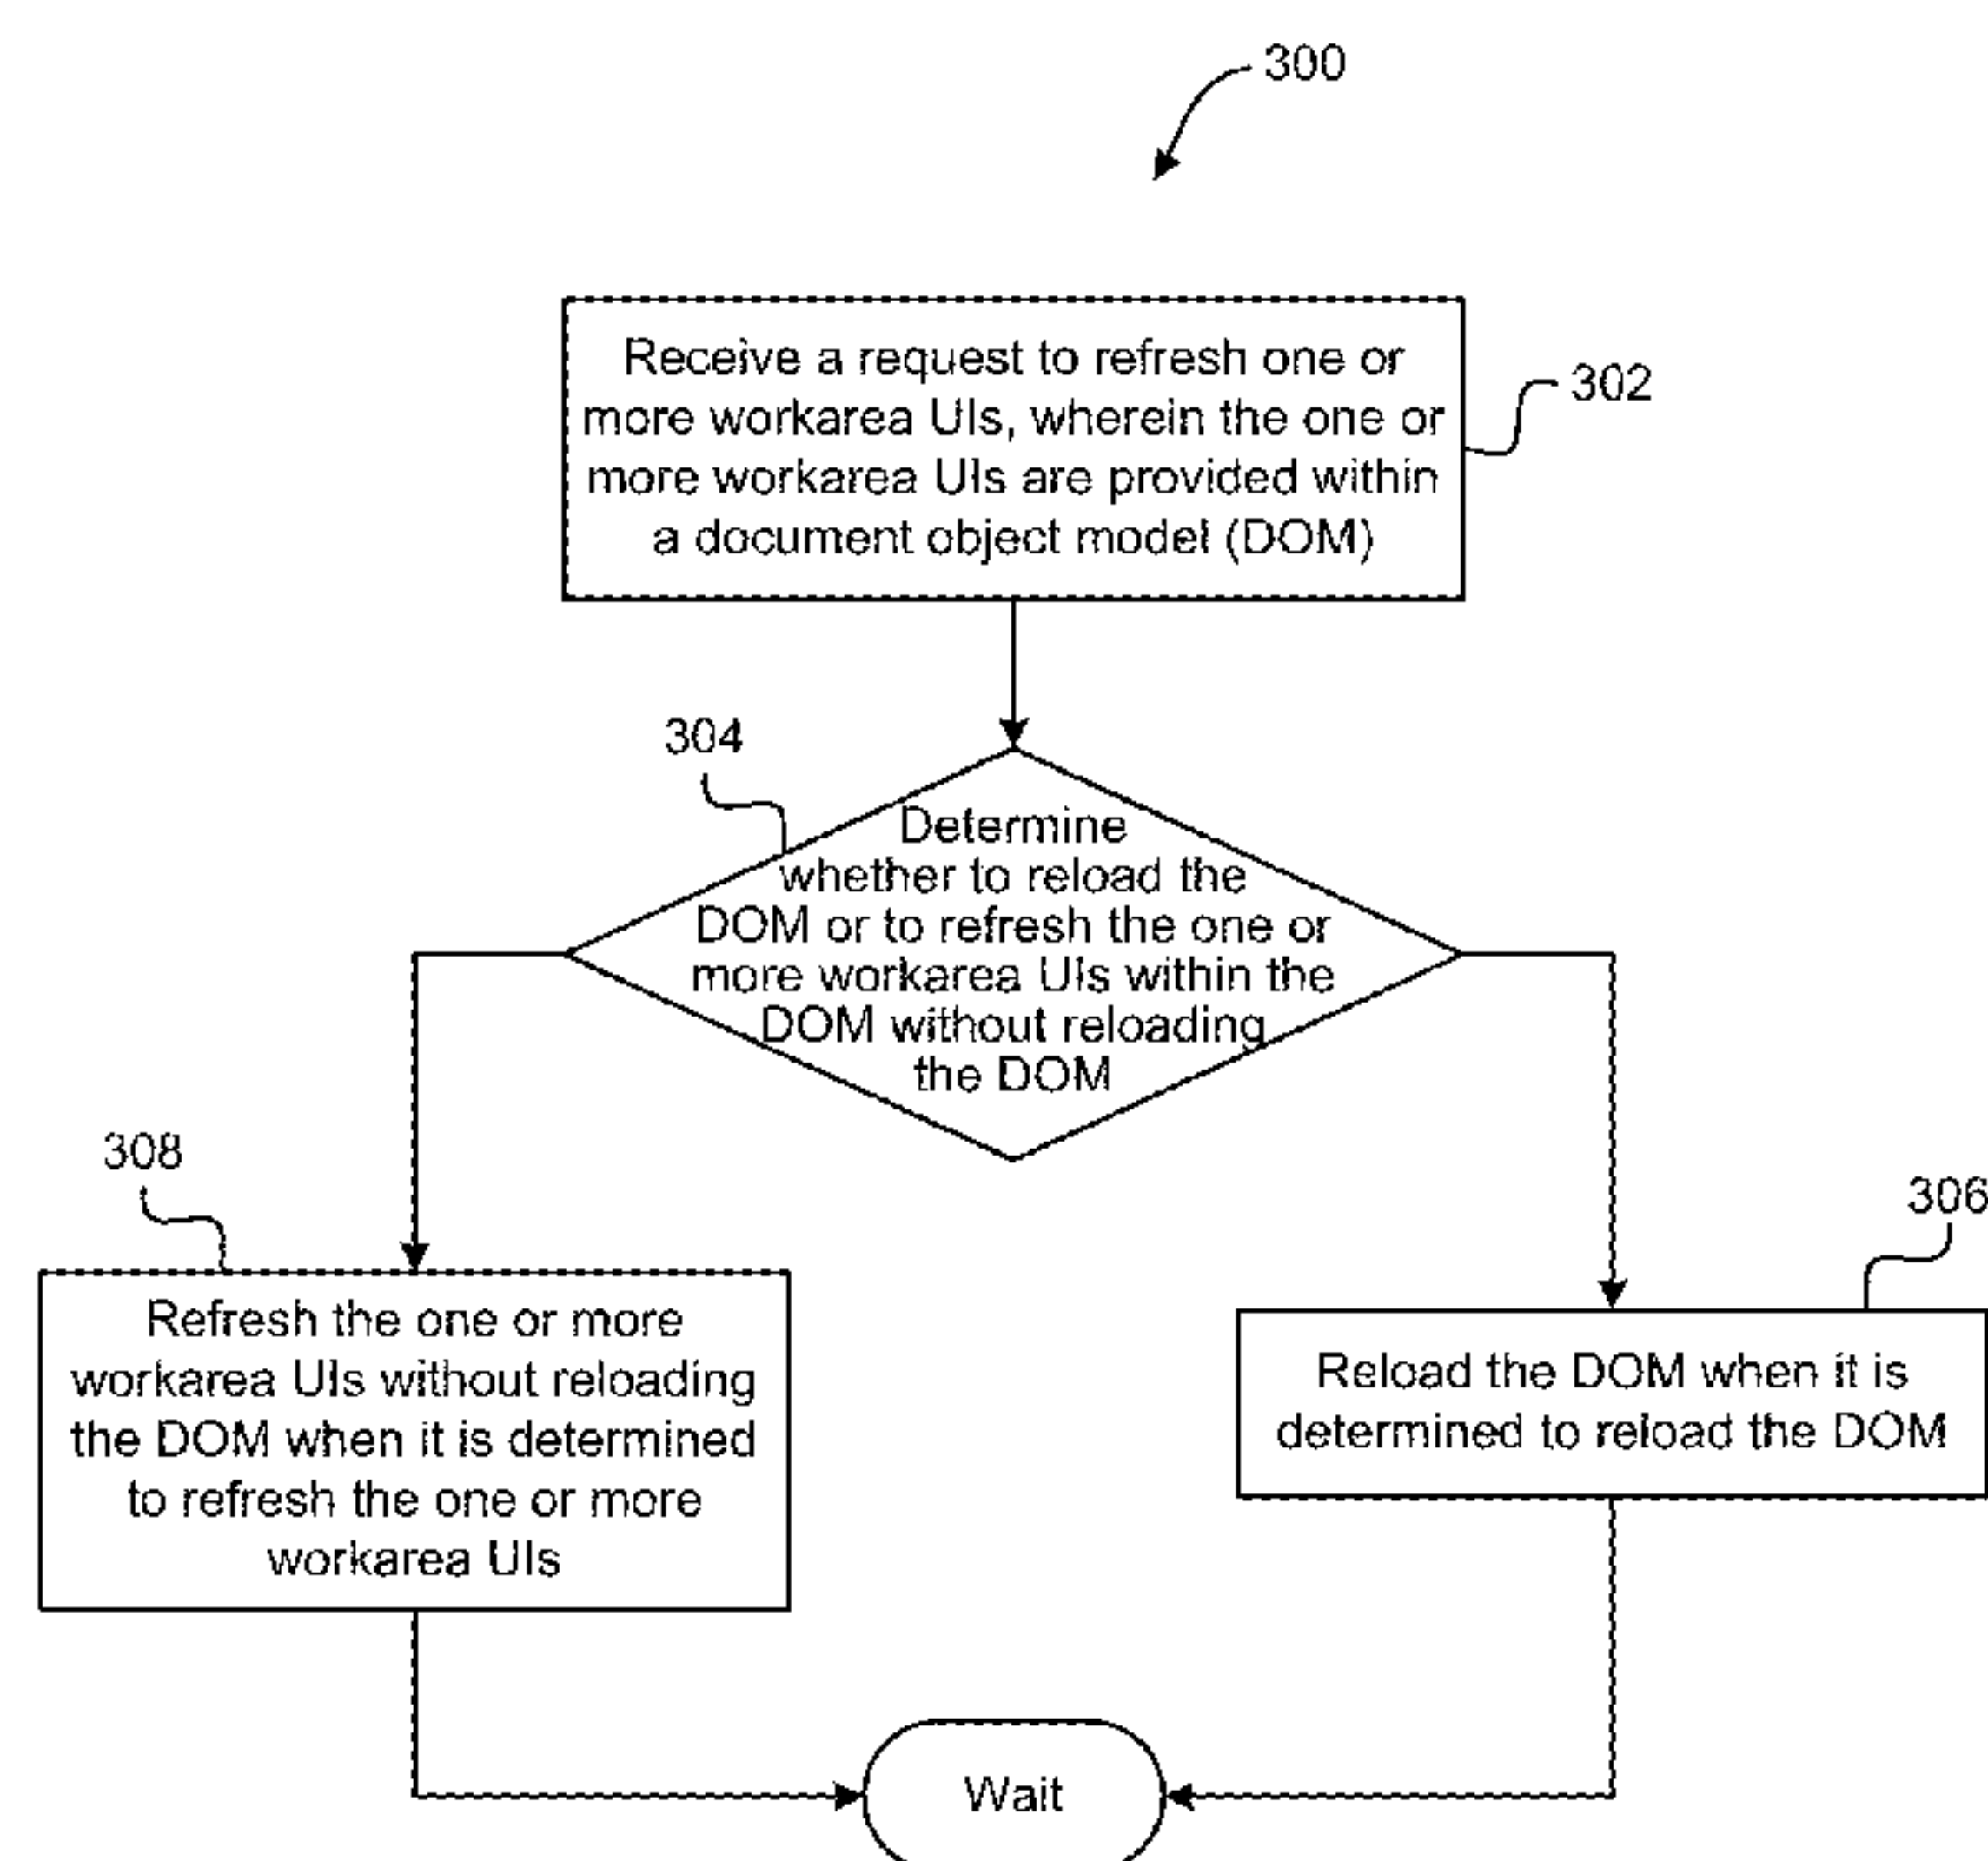 300
Receive a request to refresh one or
more workarea UIs, wherein the one or
more workarea UIs are provided within
a document object model (DOM)
302
304
Determine
whether to reload the
DOM or to refresh the one or
more workarea UIs within the
DOM without reloading
the DOM
308
Refresh the one or more
workarea UIs without reloading
the DOM when it is determined
to refresh the one or more
workarea UIs
306
Reload the DOM when it is
determined to reload the DOM
Wait